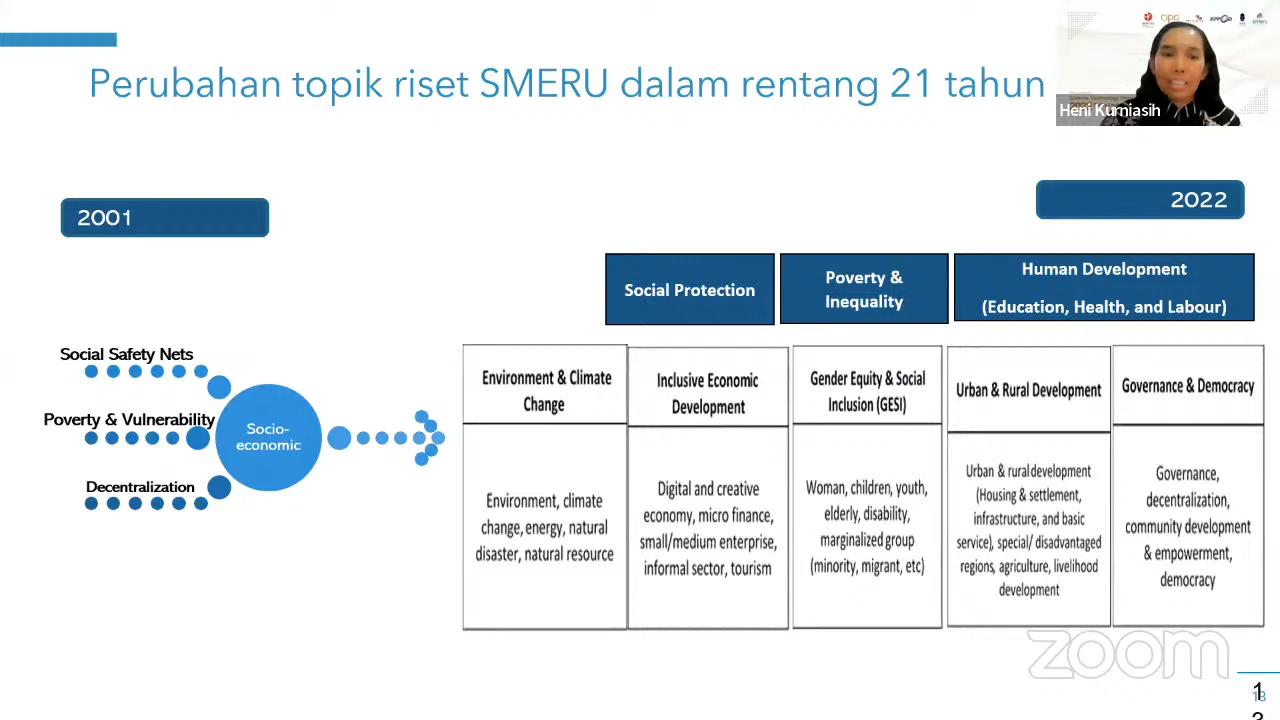 Perubahan topik riset SMERU dalam rentang 21 tahun
Heni Kurniasih
2001
2022
Social Protection
Poverty &
Inequality
Human Development
(Education, Health, and Labour)
Social Safety Nets
Poverty & Vulnerability
Decentralization
Socio-
economic
Environment & Climate
Change
Environment, climate
change, energy, natural
disaster, natural resource
Inclusive Economic
Development
Digital and creative
economy, micro finance,
small/medium enterprise,
informal sector, tourism
Gender Equity & Social
Inclusion (GESI)
Woman, children, youth,
elderly, disability,
marginalized group
(minority, migrant, etc)
Urban & Rural Development
Urban & rural development
(Housing & settlement,
infrastructure, and basic
service), special/ disadvantaged
regions, agriculture, livelihood
development
Governance & Democracy
Governance,
decentralization,
community development
& empowerment,
democracy
zoom
13